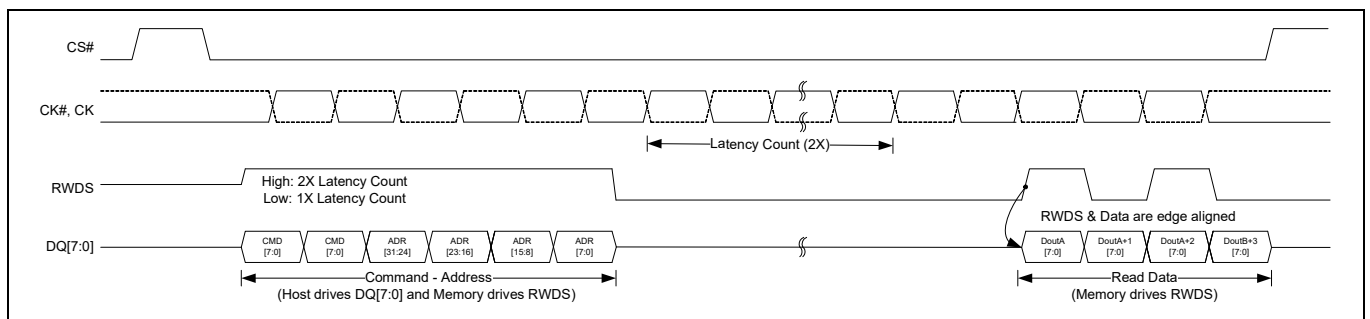 CS#
CK#, CK
Latency Count (2X)
RWDS
High: 2X Latency Count
Low: 1X Latency Count
RWDS & Data are edge aligned
DQ[7:0]
CMD
[7:0]
CMD
[7:0]
ADR
[31:24]
ADR
[23:16]
ADR
[15:8]
ADR
[7:0]
DoutA
[7:0]
DoutA+1
[7:0]
DoutA+2
[7:0]
DoutB+3
[7:0]
Command - Address
(Host drives DQ[7:0] and Memory drives RWDS)
Read Data
(Memory drives RWDS)